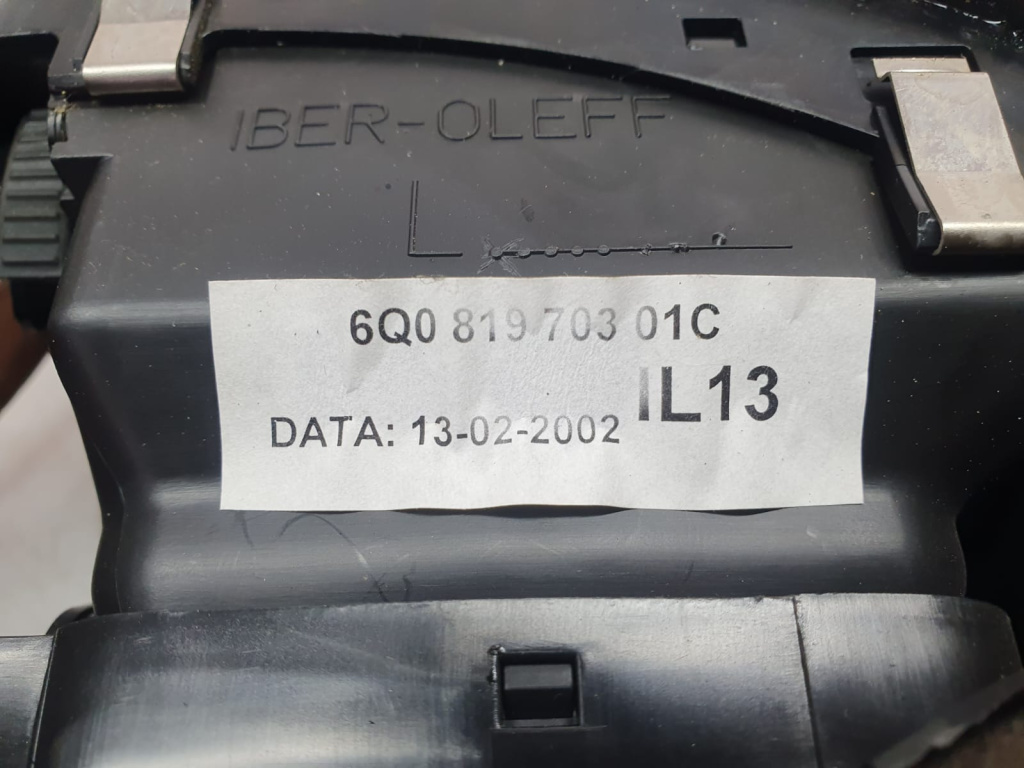 IBER-OLEFF
L
6Q0 819 703 01C
IL13
DATA: 13-02-2002